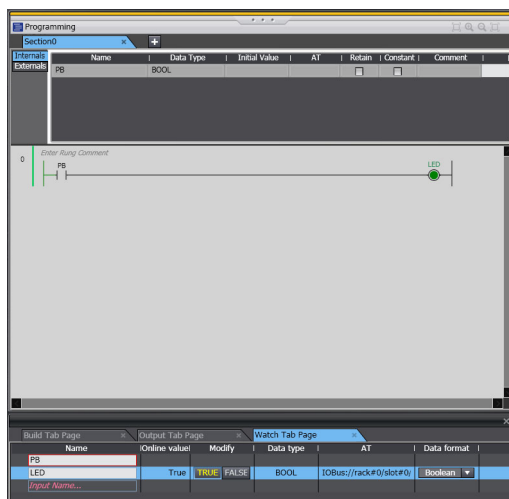 Programming
Section0 × +
Internals
Externals
Name Data Type Initial Value AT Retain Constant Comment
PB BOOL
0
Enter Rung Comment
PB LED
Build Tab Page × Output Tab Page × Watch Tab Page ×
Name Online value Modify Data type AT Data format
PB
LED True TRUE FALSE BOOL IOBus://rack#0/slot#0/ Boolean
Input Name...